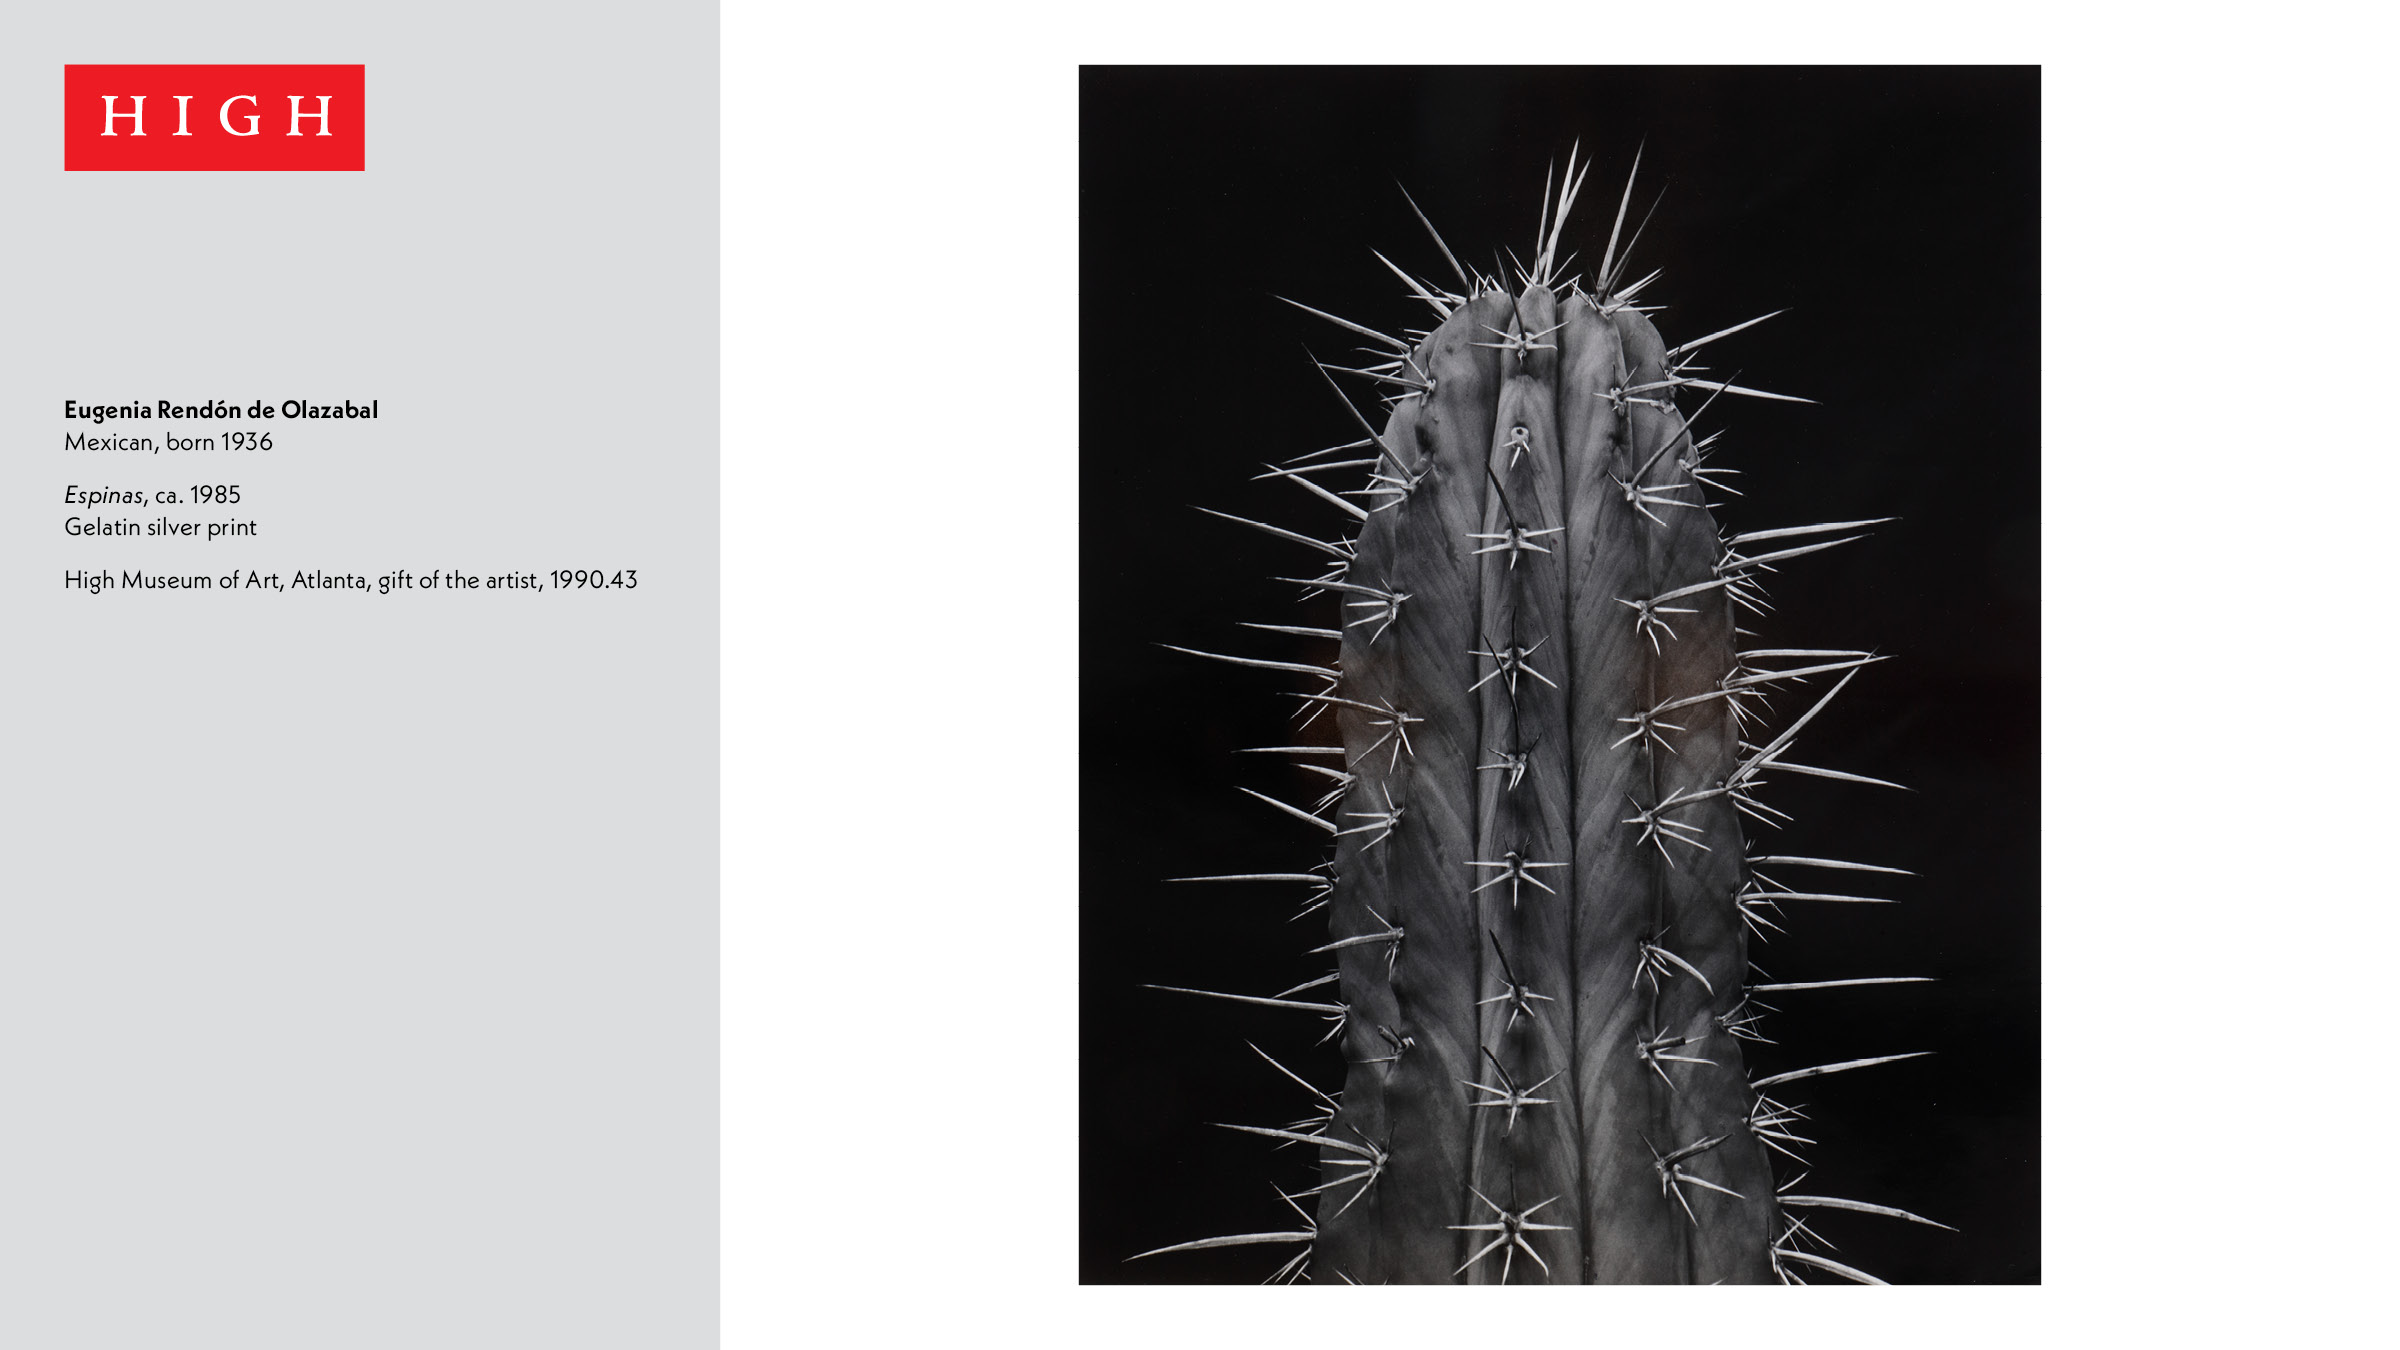 HIGH
Eugenia Rendón de Olazabal
Mexican, born 1936
Espinas, ca. 1985
Gelatin silver print
High Museum of Art, Atlanta, gift of the artist, 1990.43